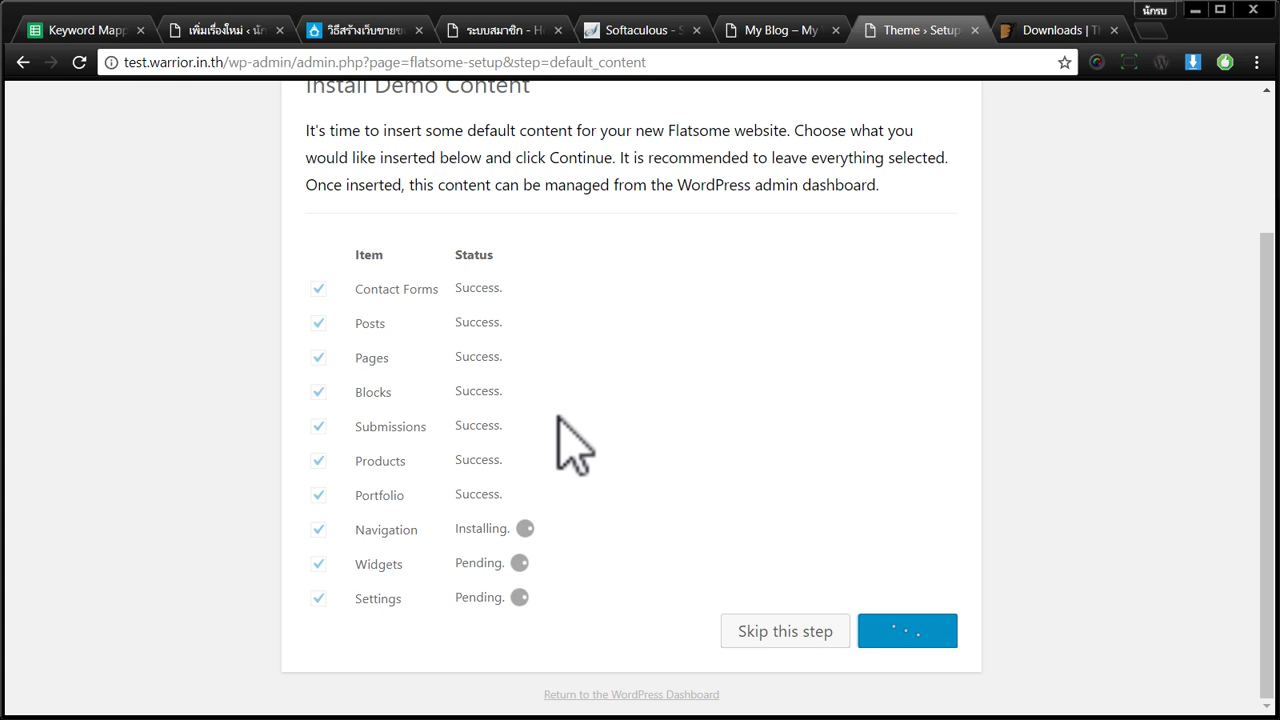 นักรบ
Keyword Mapp
เพิ่มเรื่องใหม่ ‹ นัก
วิธีสร้างเว็บขายข
ระบบสมาชิก - H
Softaculous - S
My Blog – My
Theme › Setup
Downloads | T
test.warrior.in.th/wp-admin/admin.php?page=flatsome-setup&step=default_content
Install Demo Content
It's time to insert some default content for your new Flatsome website. Choose what you
would like inserted below and click Continue. It is recommended to leave everything selected.
Once inserted, this content can be managed from the WordPress admin dashboard.
Item Status
Contact Forms Success.
Posts Success.
Pages Success.
Blocks Success.
Submissions Success.
Products Success.
Portfolio Success.
Navigation Installing.
Widgets Pending.
Settings Pending.
Skip this step
Return to the WordPress Dashboard